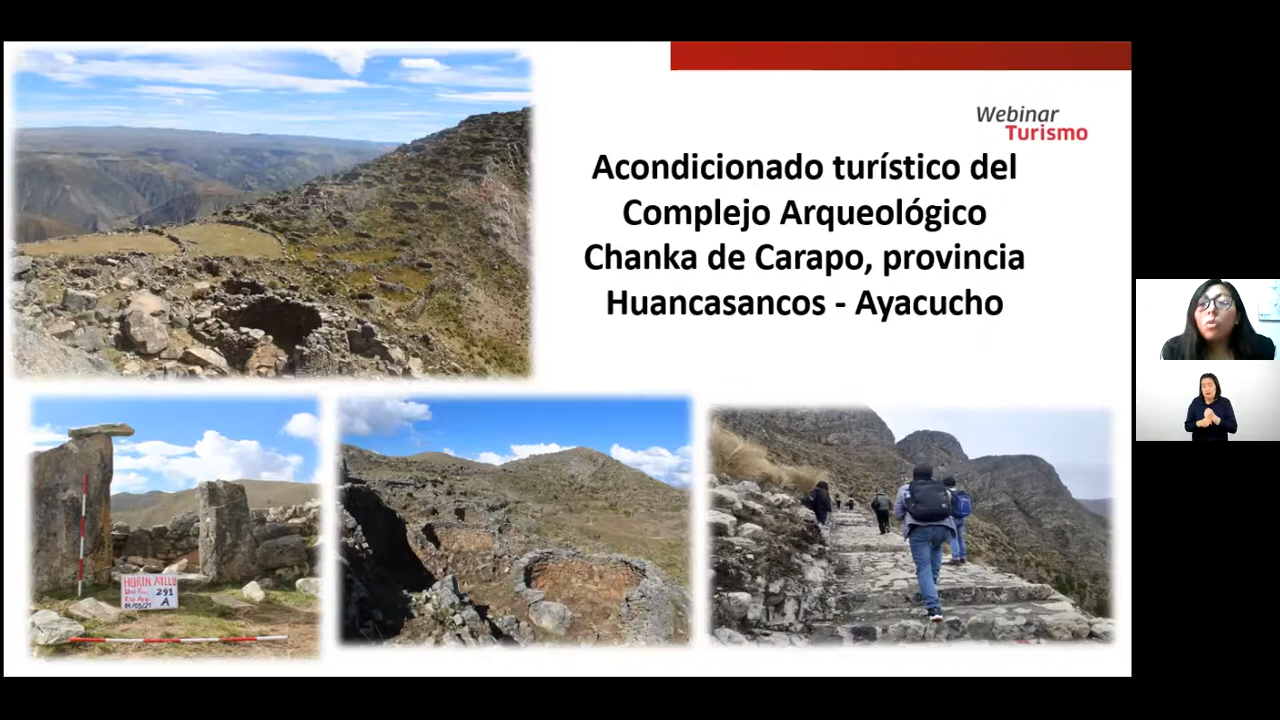 Webinar
Turismo
Acondicionado turístico del
Complejo Arqueológico
Chanka de Carapo, provincia
Huancasancos - Ayacucho
HURIN AYLLU
291
A